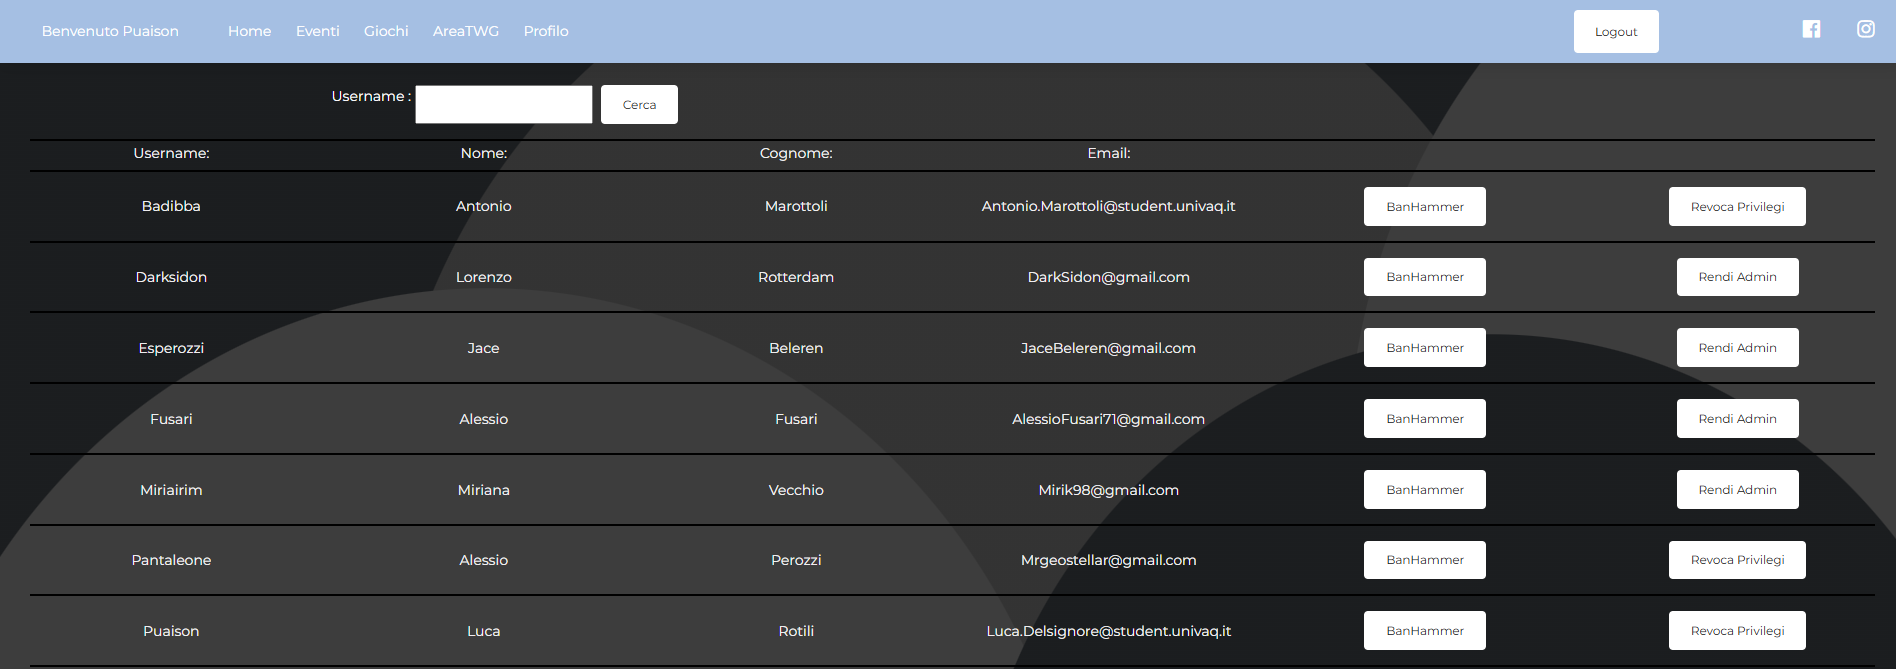 Benvenuto Puaison Home Eventi Giochi AreaTWG Profilo Logout
Username : Cerca
Username: Nome: Cognome: Email:
Badibba Antonio Marottoli Antonio.Marottoli@student.univaq.it BanHammer Revoca Privilegi
Darksidon Lorenzo Rotterdam DarkSidon@gmail.com BanHammer Rendi Admin
Esperozzi Jace Beleren JaceBeleren@gmail.com BanHammer Rendi Admin
Fusari Alessio Fusari AlessioFusari71@gmail.com BanHammer Rendi Admin
Miriairim Miriana Vecchio Mirik98@gmail.com BanHammer Rendi Admin
Pantaleone Alessio Perozzi Mrgeostellar@gmail.com BanHammer Revoca Privilegi
Puaison Luca Rotili Luca.Delsignore@student.univaq.it BanHammer Revoca Privilegi